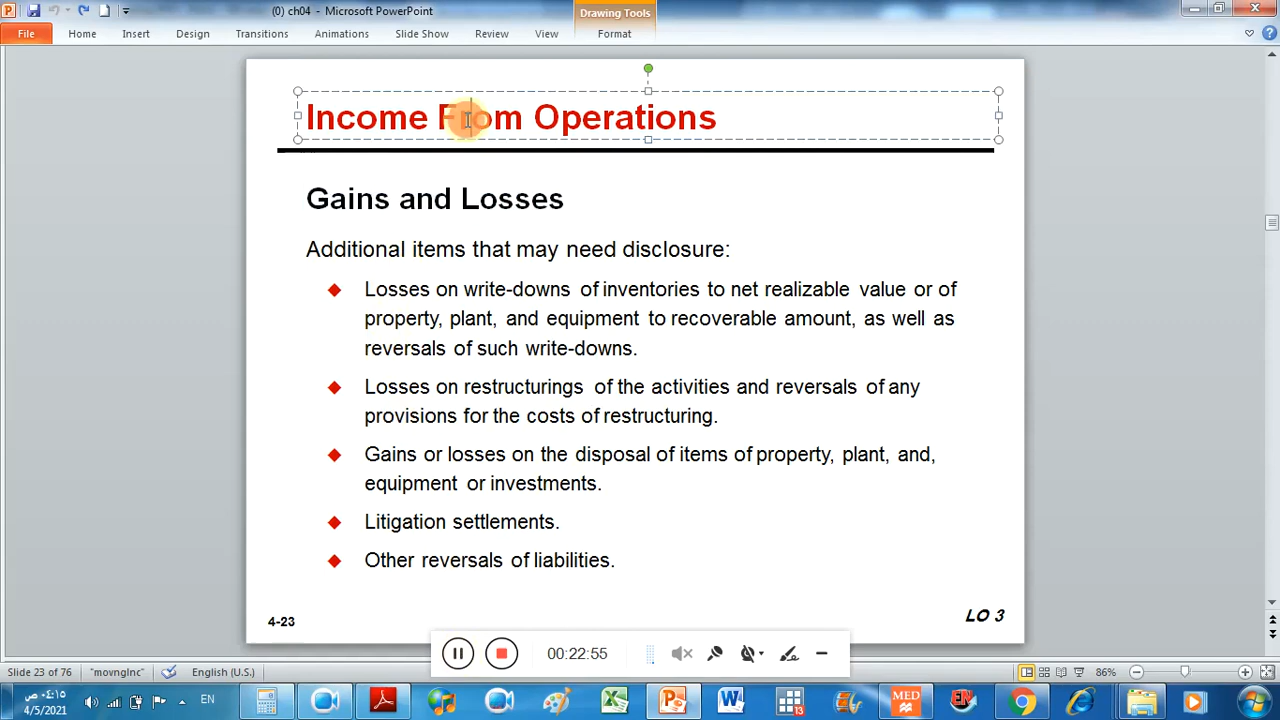 (0) ch04 - Microsoft PowerPoint
Drawing Tools
File Home Insert Design Transitions Animations Slide Show Review View Format
Income From Operations
Gains and Losses
Additional items that may need disclosure:
Losses on write-downs of inventories to net realizable value or of
property, plant, and equipment to recoverable amount, as well as
reversals of such write-downs.
Losses on restructurings of the activities and reversals of any
provisions for the costs of restructuring.
Gains or losses on the disposal of items of property, plant, and,
equipment or investments.
Litigation settlements.
Other reversals of liabilities.
4-23
LO 3
00:22:55
Slide 23 of 76 "movngInc" English (U.S.) 86%
٠٤:١٥ ص
4/5/2021
EN
MED
EN
13